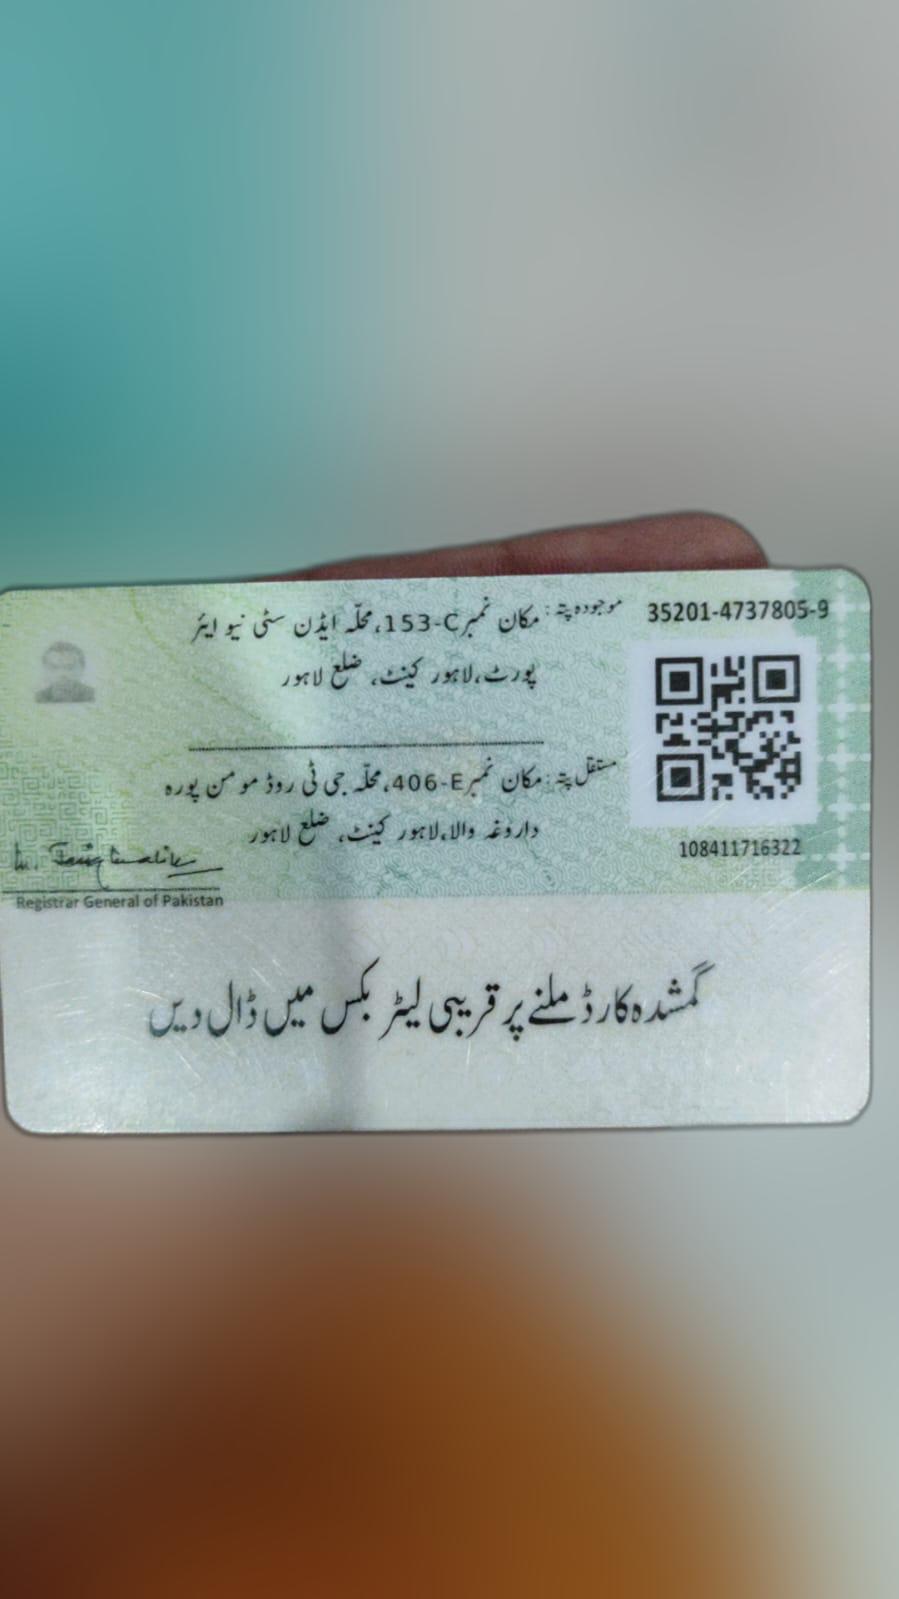 35201-4737805-9
موجودہ پتہ: مکان نمبر 153-C، محلّہ ایڈن سٹی نیو ایئر
پورٹ، لاہور کینٹ، ضلع لاہور
مستقل پتہ: مکان نمبر 406-E، محلّہ جی ٹی روڈ مومن پورہ
داروغہ والا، لاہور کینٹ، ضلع لاہور
108411716322
Registrar General of Pakistan
گمشدہ کارڈ ملنے پر قریبی لیٹر بکس میں ڈال دیں